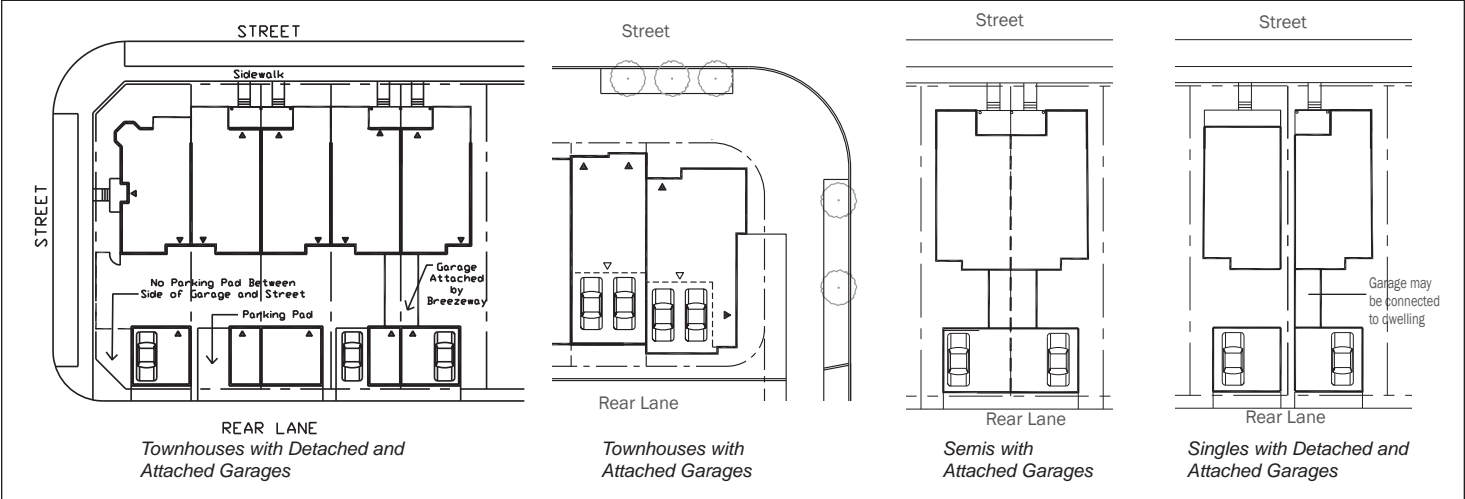 STREET
Sidewalk
STREET
No Parking Pad Between
Side of Garage and Street
Parking Pad
Garage
Attached
by
Breezeway
REAR LANE
Townhouses with Detached and
Attached Garages
Street
Rear Lane
Townhouses with
Attached Garages
Street
Rear Lane
Semis with
Attached Garages
Street
Garage may
be connected
to dwelling
Rear Lane
Singles with Detached and
Attached Garages